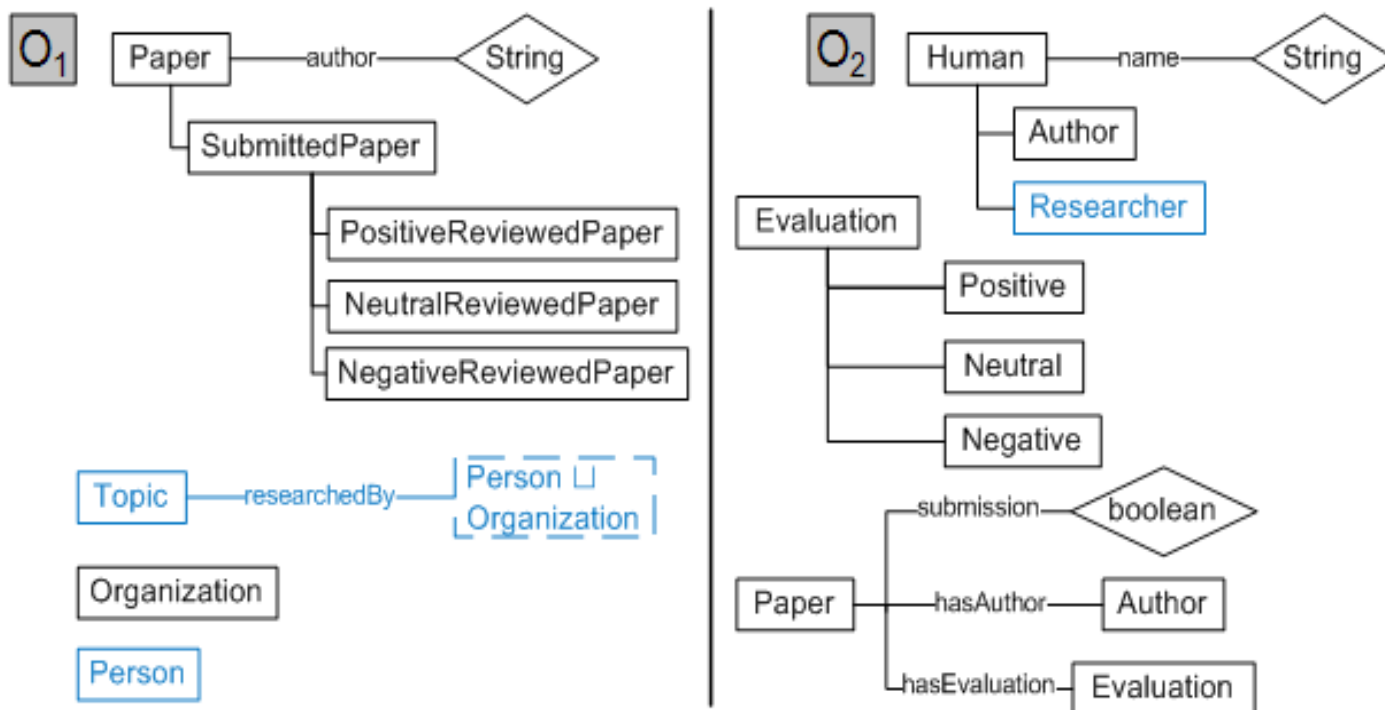 O1
Paper
author
String
SubmittedPaper
PositiveReviewedPaper
NeutralReviewedPaper
NegativeReviewedPaper
Topic
researchedBy
Person ⊔
Organization
Organization
Person
O2
Human
name
String
Author
Researcher
Evaluation
Positive
Neutral
Negative
Paper
submission
boolean
hasAuthor
Author
hasEvaluation
Evaluation